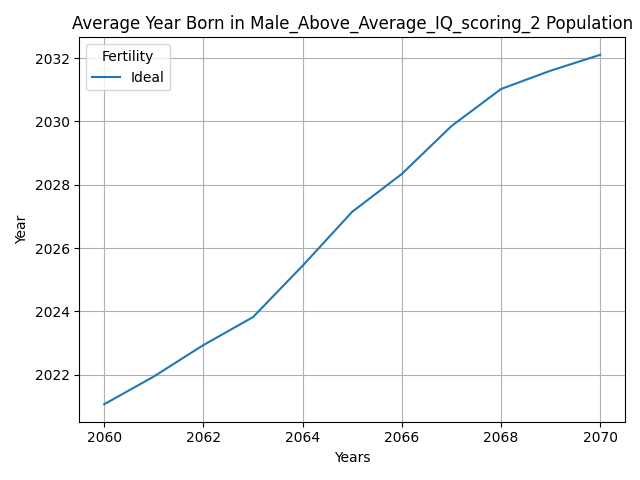 Average Year Born in Male_Above_Average_IQ_scoring_2 Population
Fertility
Ideal
Year
2032
2030
2028
2026
2024
2022
2060 2062 2064 2066 2068 2070
Years